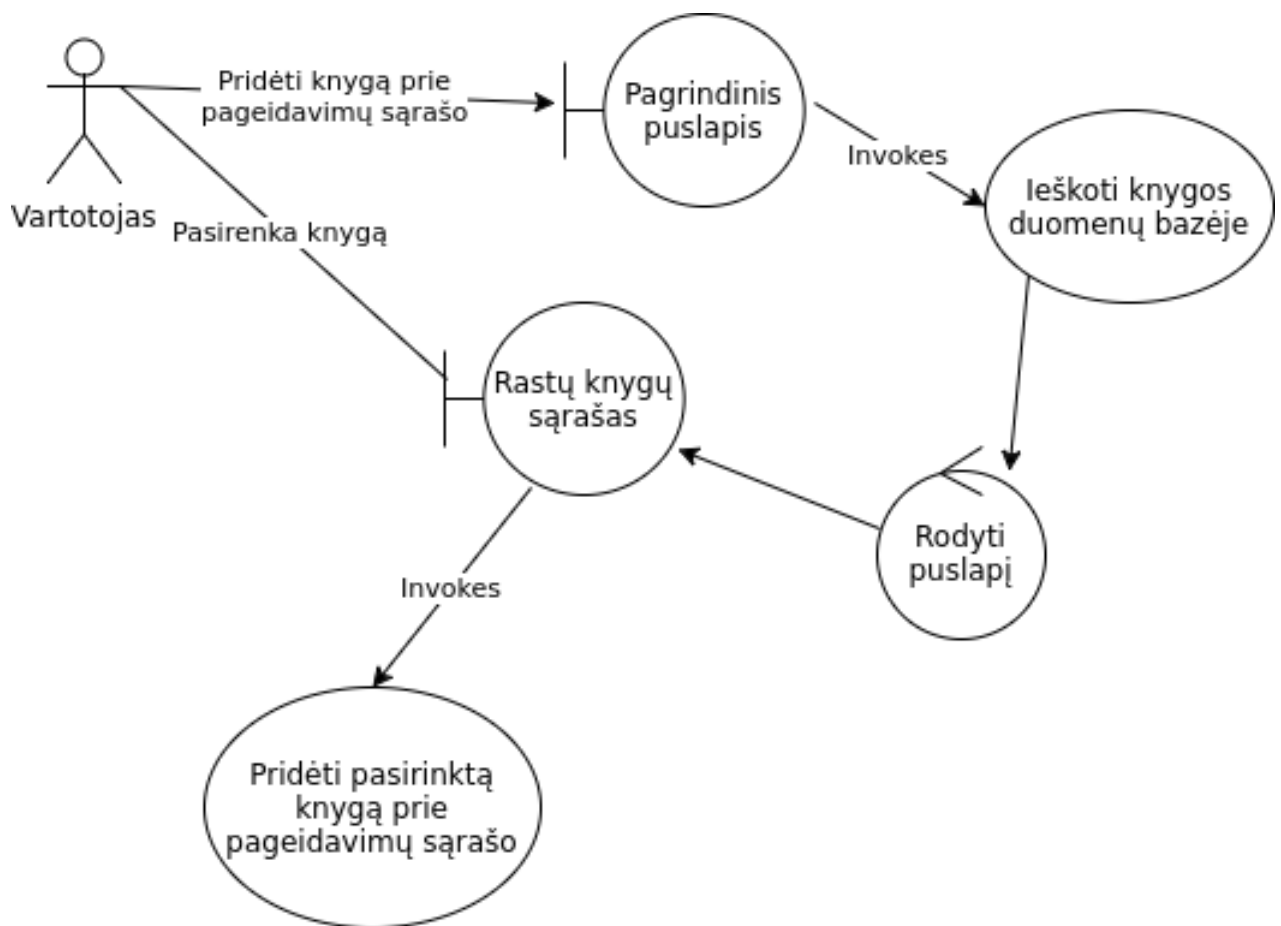 Pridėti knygą prie
pageidavimų sąrašo
Pagrindinis
puslapis
Invokes
Ieškoti knygos
duomenų bazėje
Vartotojas
Pasirenka knygą
Rastų knygų
sąrašas
Rodyti
puslapį
Invokes
Pridėti pasirinktą
knygą prie
pageidavimų sąrašo